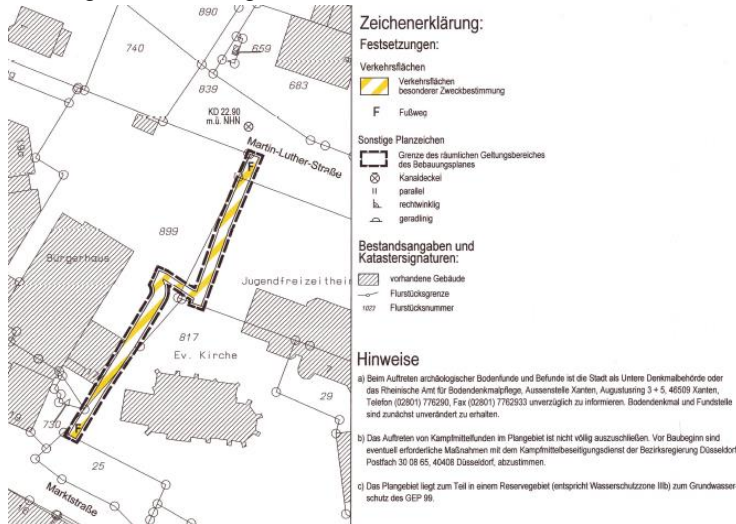 890
740
659
839
683
KD 22.90
m.ü. NHN
Martin-Luther-Straße
F
899
Bürgerhaus
Jugendfreizeithei
817
Ev. Kirche
7
29
730
F
25
Marktstraße
Zeichenerklärung:
Festsetzungen:
Verkehrsflächen
Verkehrsflächen
besonderer Zweckbestimmung
F Fußweg
Sonstige Planzeichen
Grenze des räumlichen Geltungsbereiches
des Bebauungsplanes
Kanaldeckel
parallel
rechtwinklig
geradlinig
Bestandsangaben und
Katastersignaturen:
vorhandene Gebäude
Flurstücksgrenze
1023 Flurstücksnummer
Hinweise
a) Beim Auftreten archäologischer Bodenfunde und Befunde ist die Stadt als Untere Denkmalbehörde oder
das Rheinische Amt für Bodendenkmalpflege, Aussenstelle Xanten, Augustusring 3 + 5, 46509 Xanten,
Telefon (02801) 776290, Fax (02801) 7762933 unverzüglich zu informieren. Bodendenkmal und Fundstelle
sind zunächst unverändert zu erhalten.
b) Das Auftreten von Kampfmittelfunden im Plangebiet ist nicht völlig auszuschließen. Vor Baubeginn sind
eventuell erforderliche Maßnahmen mit dem Kampfmittelbeseitigungsdienst der Bezirksregierung Düsseldorf
Postfach 30 08 65, 40408 Düsseldorf, abzustimmen.
c) Das Plangebiet liegt zum Teil in einem Reservegebiet (entspricht Wasserschutzzone IIIb) zum Grundwasser-
schutz des GEP 99.